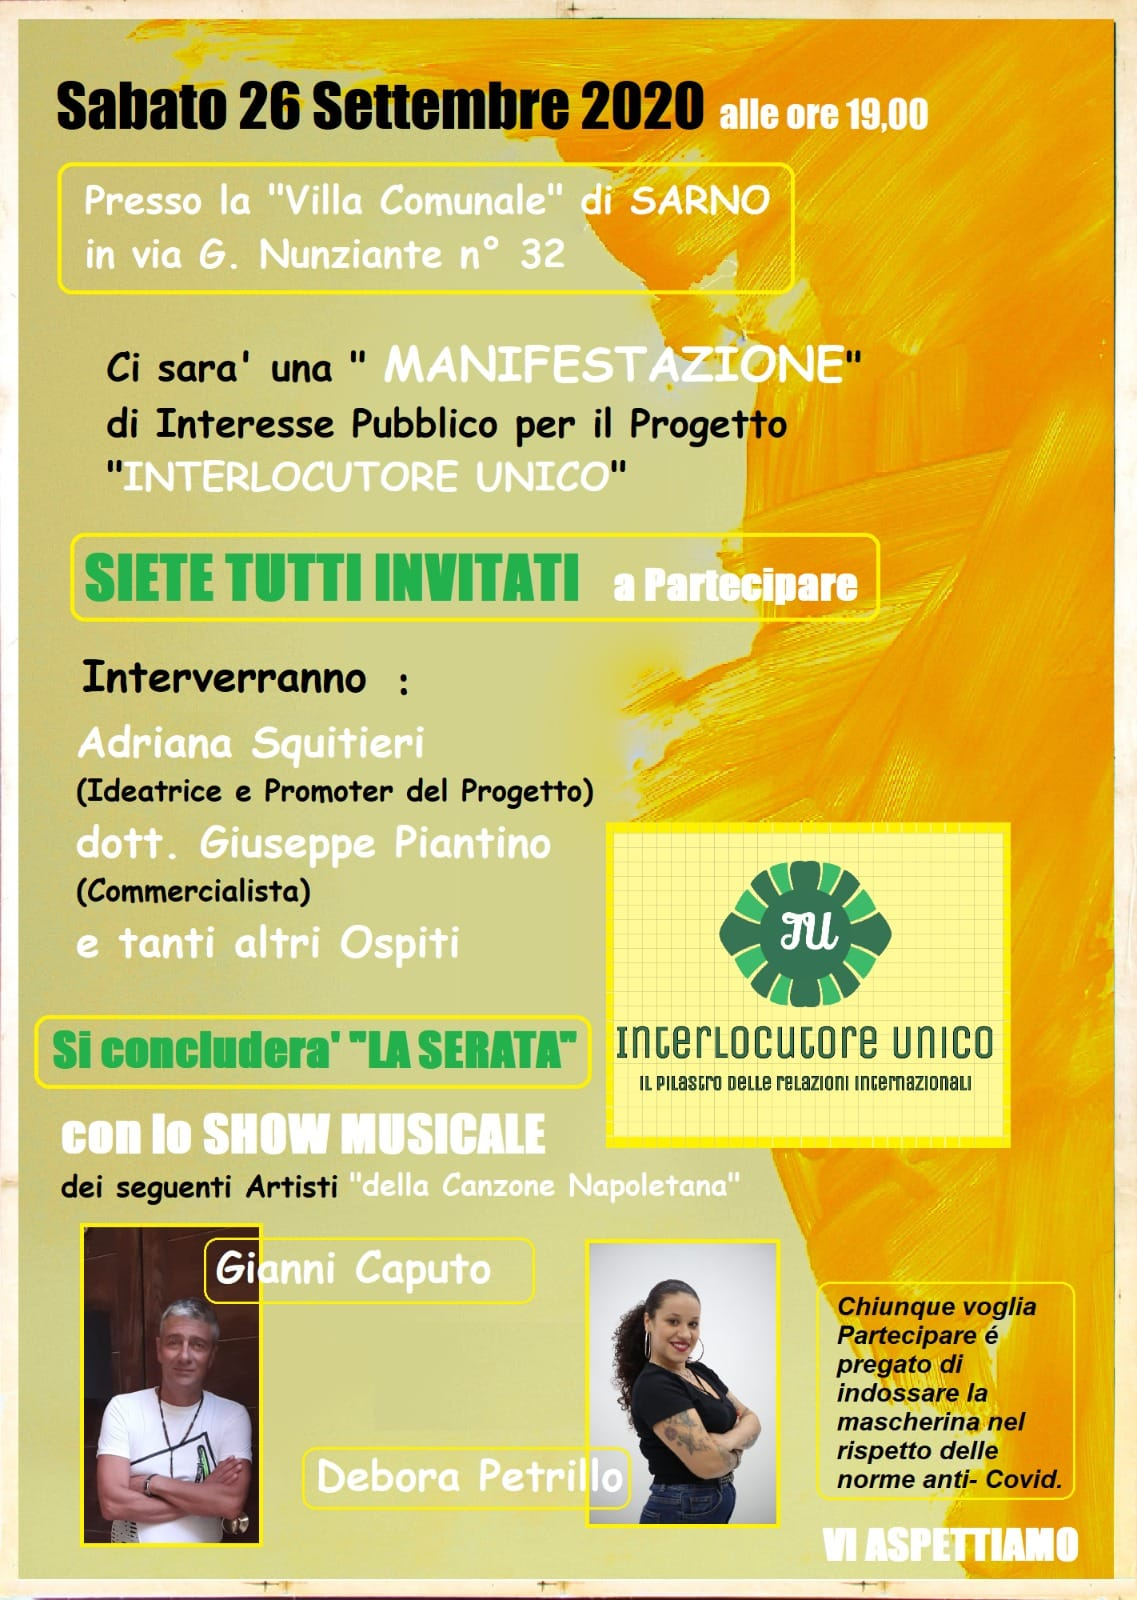 Sabato 26 Settembre 2020 alle ore 19,00
Presso la "Villa Comunale" di SARNO
in via G. Nunziante n° 32
Ci sara' una " MANIFESTAZIONE"
di Interesse Pubblico per il Progetto
"INTERLOCUTORE UNICO"
SIETE TUTTI INVITATI a Partecipare
Interverranno :
Adriana Squitieri
(Ideatrice e Promoter del Progetto)
dott. Giuseppe Piantino
(Commercialista)
e tanti altri Ospiti
IU
Interlocutore unico
IL PILASTRO DELLE RELAZIONI INTERNAZIONALI
Si concludera' "LA SERATA"
con lo SHOW MUSICALE
dei seguenti Artisti "della Canzone Napoletana"
Gianni Caputo
Debora Petrillo
Chiunque voglia
Partecipare é
pregato di
indossare la
mascherina nel
rispetto delle
norme anti- Covid.
VI ASPETTIAMO